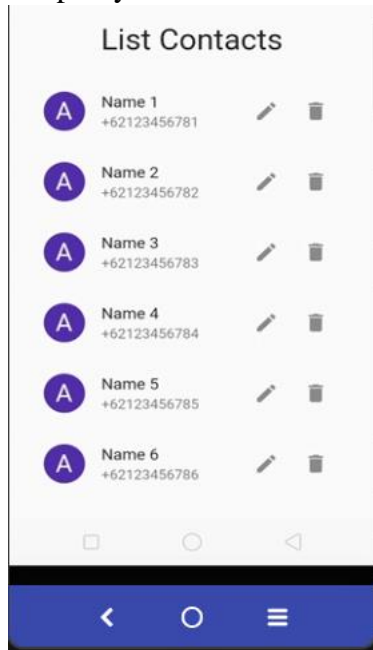 List Contacts
A
Name 1
+62123456781
A
Name 2
+62123456782
A
Name 3
+62123456783
A
Name 4
+62123456784
A
Name 5
+62123456785
A
Name 6
+62123456786